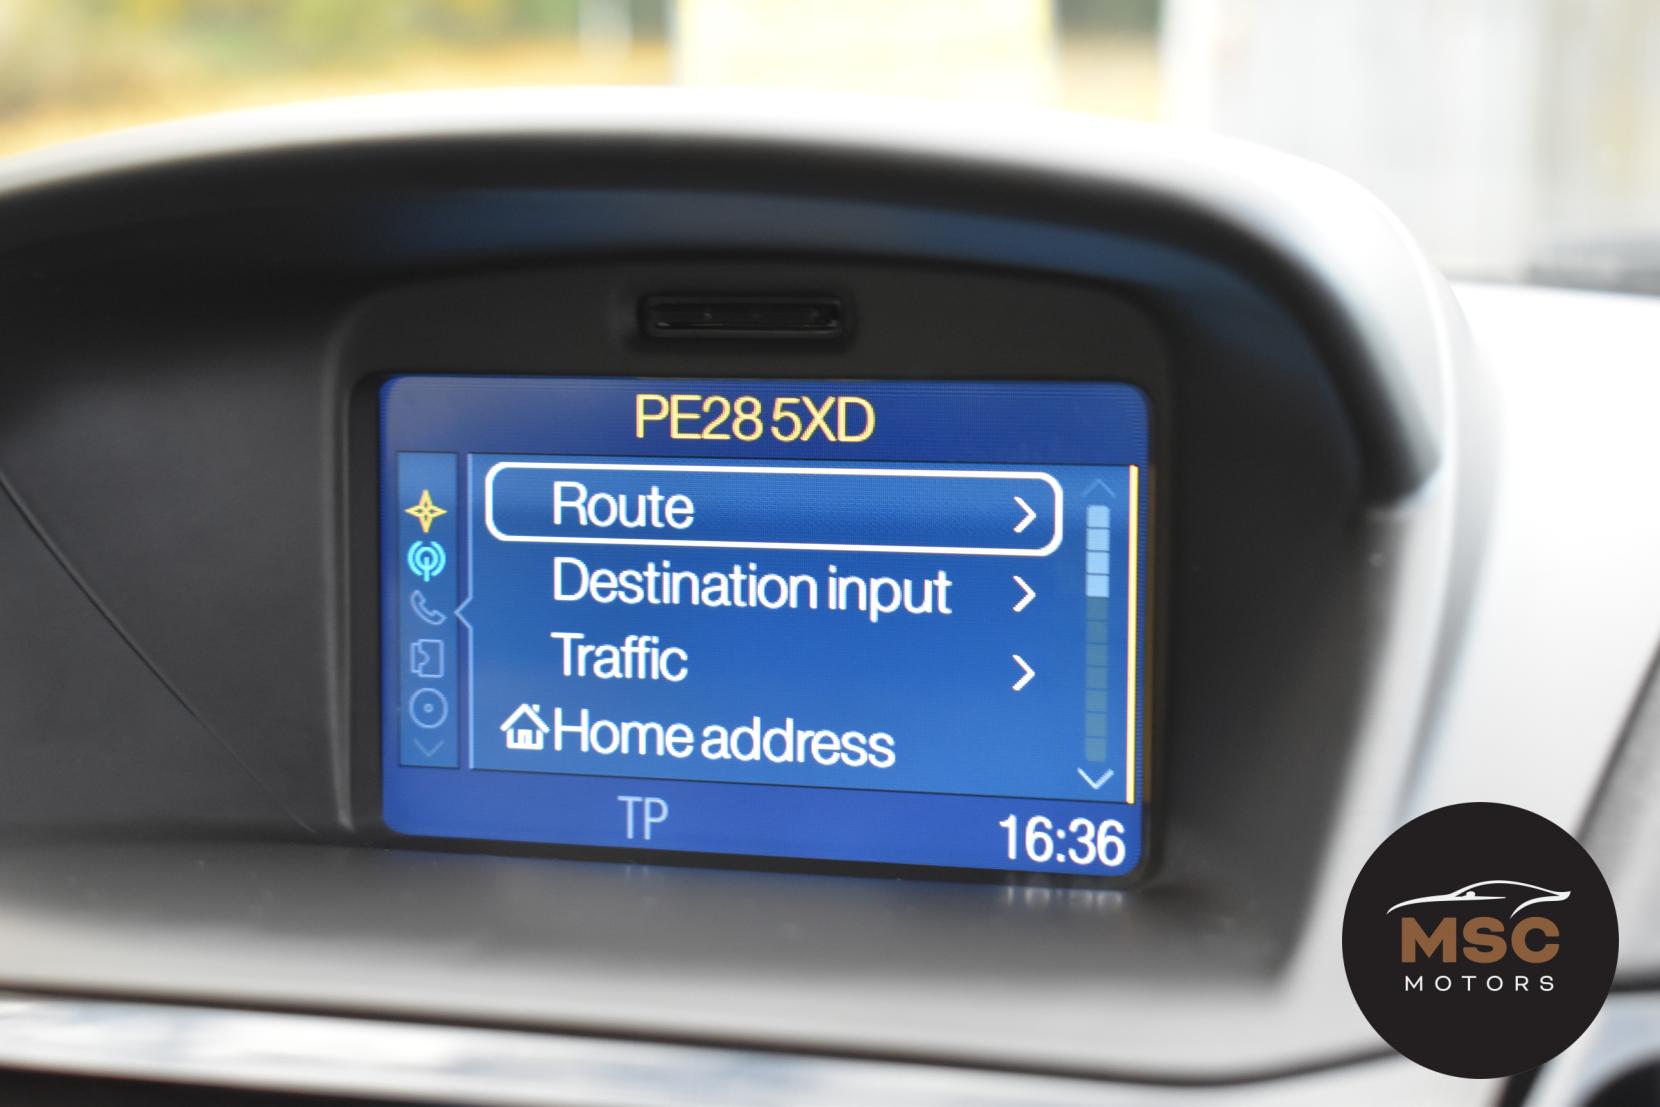 PE28 5XD
Route
Destination input
Traffic
Home address
TP
16:36
MSC
MOTORS